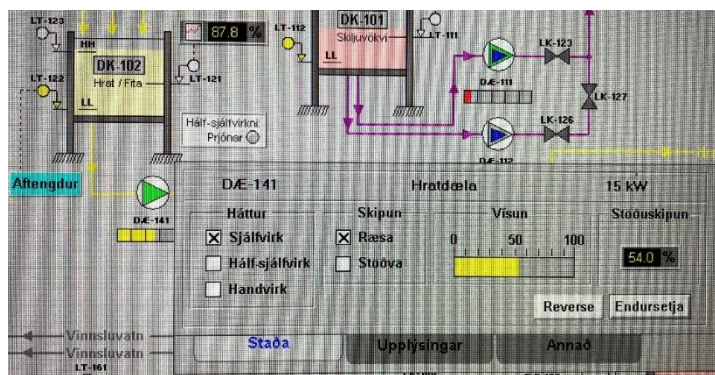 LT-123
HH
87.8 %
LT-112
DK-101
Skiljuvökvi
LT-111
LK-123
DK-102
Hrat / Fita
LL
LL
LT-122
LT-121
DÆ-111
LK-127
Hálf-sjálfvirkni:
Prjónar
LK-126
DÆ-112
Aftengdur
DÆ-141
DÆ-141 Hratdæla 15 kW
Háttur Skipun Vísun Stöðuskipun
Sjálfvirk Ræsa 0 50 100
Hálf-sjálfvirk Stöðva 54.0 %
Handvirk
Reverse Endursetja
Vinnsluvatn
Staða Upplýsingar Annað
Vinnsluvatn
LT-161